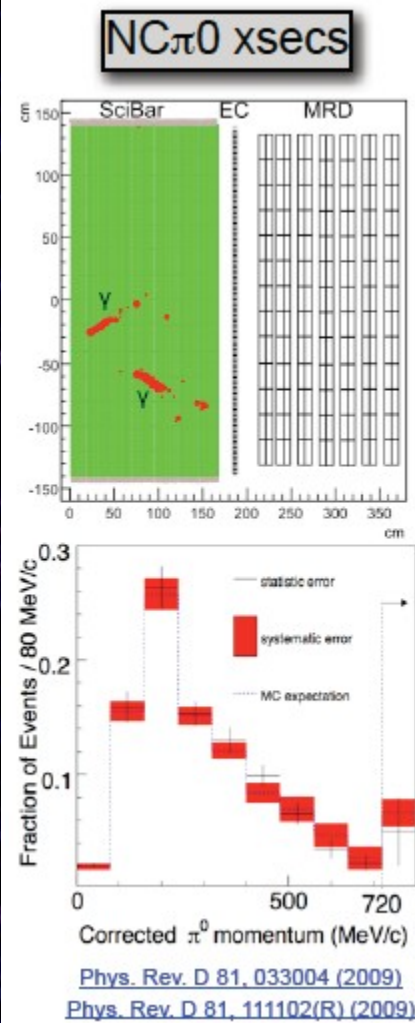 NCπ0 xsecs
SciBar EC MRD
cm
150
100
50
0
-50
-100
-150
γ
γ
0 50 100 150 200 250 300 350
cm
Fraction of Events / 80 MeV/c
0.3
0.2
0.1
statistic error
systematic error
MC expectation
0 500 720
Corrected π⁰ momentum (MeV/c)
Phys. Rev. D 81, 033004 (2009)
Phys. Rev. D 81, 111102(R) (2009)